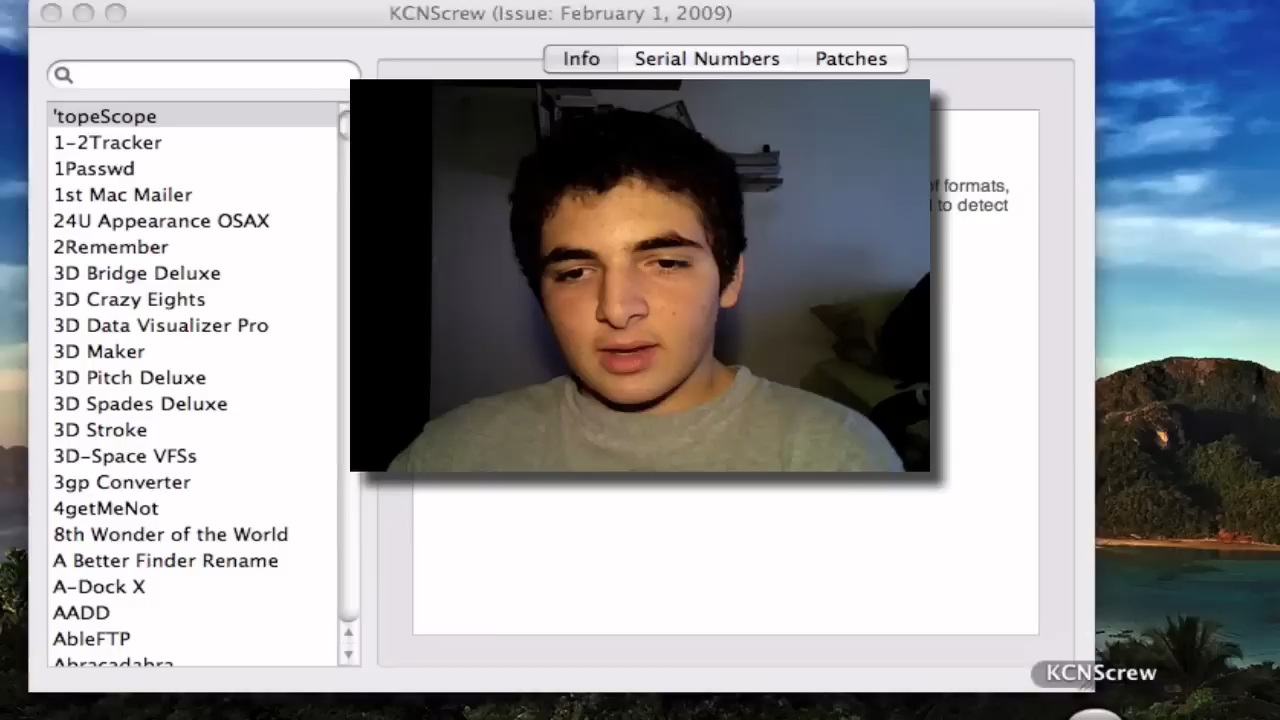 KCNScrew (Issue: February 1, 2009)
Info
Serial Numbers
Patches
'topeScope
1-2Tracker
1Passwd
1st Mac Mailer
24U Appearance OSAX
2Remember
3D Bridge Deluxe
3D Crazy Eights
3D Data Visualizer Pro
3D Maker
3D Pitch Deluxe
3D Spades Deluxe
3D Stroke
3D-Space VFSs
3gp Converter
4getMeNot
8th Wonder of the World
A Better Finder Rename
A-Dock X
AADD
AbleFTP
Abracadabra
of formats,
to detect
KCNScrew